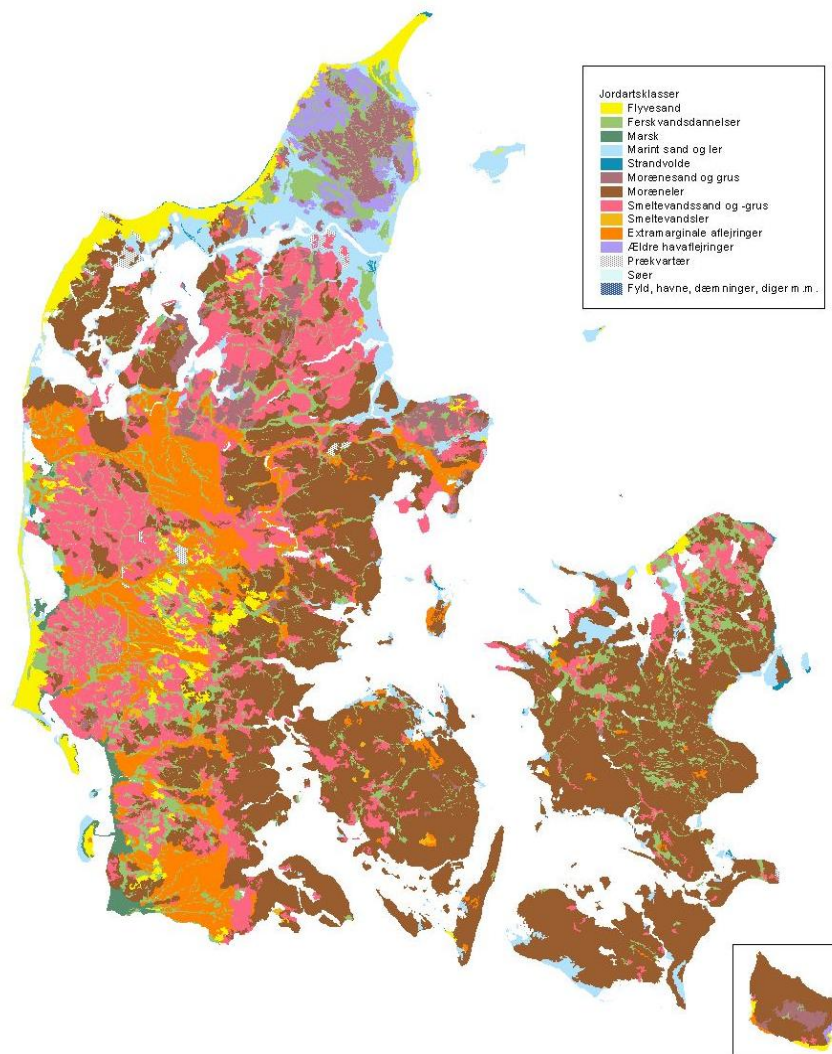 Jordartsklasser
Flyvesand
Ferskvandsdannelser
Marsk
Marint sand og ler
Strandvolde
Morænesand og grus
Moræneler
Smeltevandssand og -grus
Smeltevandsler
Extramarginale aflejringer
Ældre havaflejringer
Prækvartær
Søer
Fyld, havne, dæmninger, diger m.m.